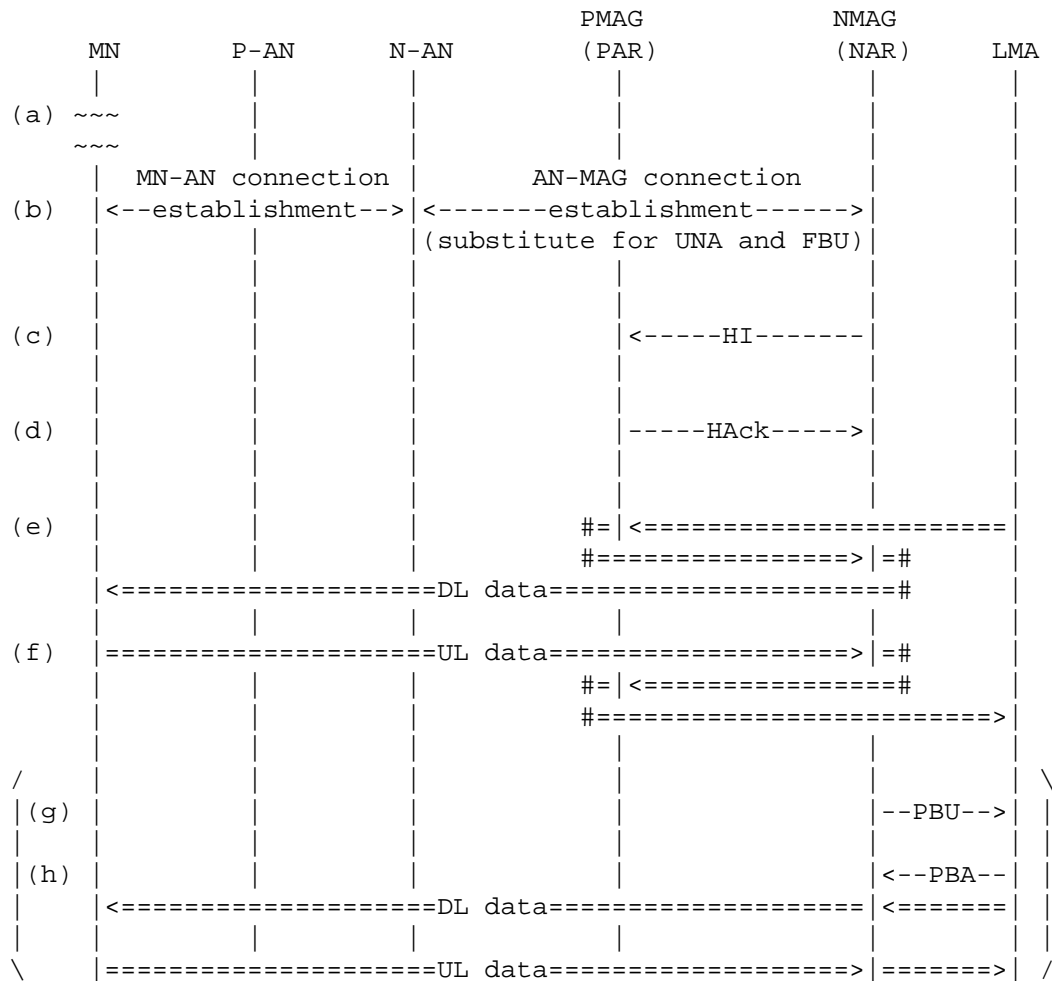 PMAG NMAG
MN P-AN N-AN (PAR) (NAR) LMA
(a) ~~~
~~~
MN-AN connection AN-MAG connection
(b) <--establishment--> <-------establishment------>
(substitute for UNA and FBU)
(c) <-----HI-------
(d) -----HAck----->
(e) #=|<=======================
#================>|=#
<=====================DL data======================#
(f) =====================UL data===================>|=#
#=|<================#
#=========================>
(g) --PBU-->
(h) <--PBA--
<=====================DL data====================|<=======
=====================UL data===================>|=======>